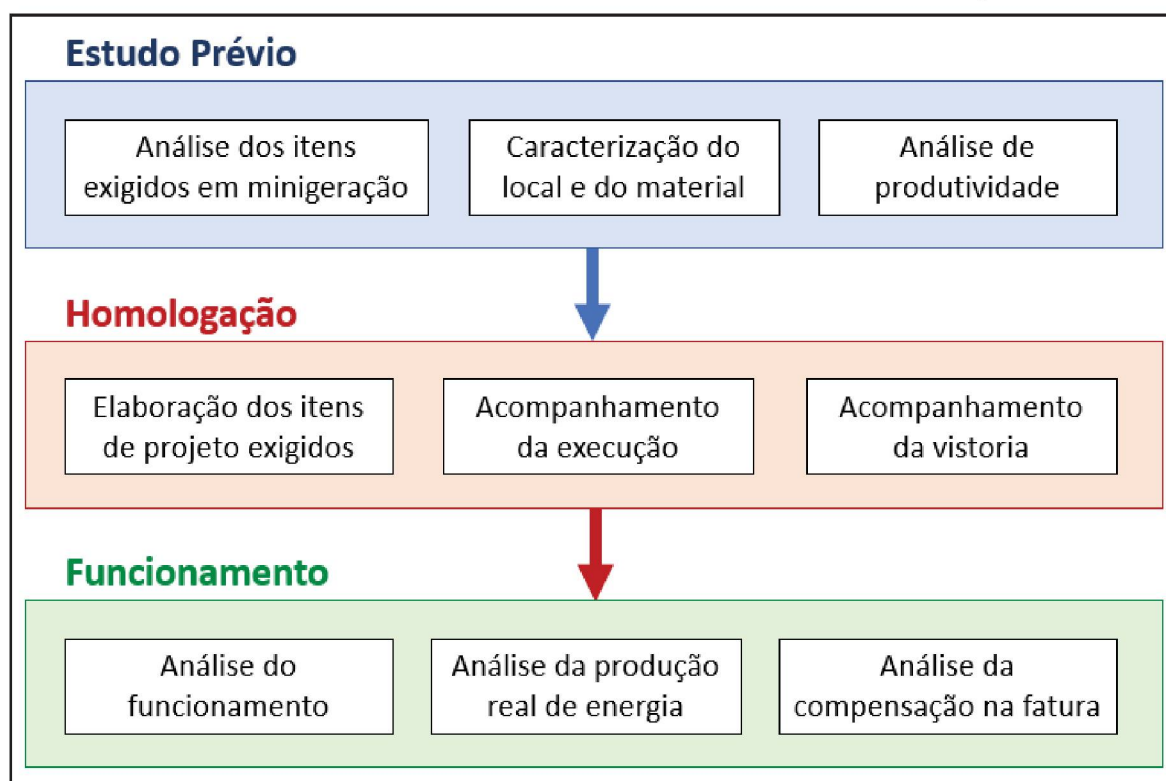 Estudo Prévio
Análise dos itens
exigidos em minigeração
Caracterização do
local e do material
Análise de
produtividade
Homologação
Elaboração dos itens
de projeto exigidos
Acompanhamento
da execução
Acompanhamento
da vistoria
Funcionamento
Análise do
funcionamento
Análise da produção
real de energia
Análise da
compensação na fatura